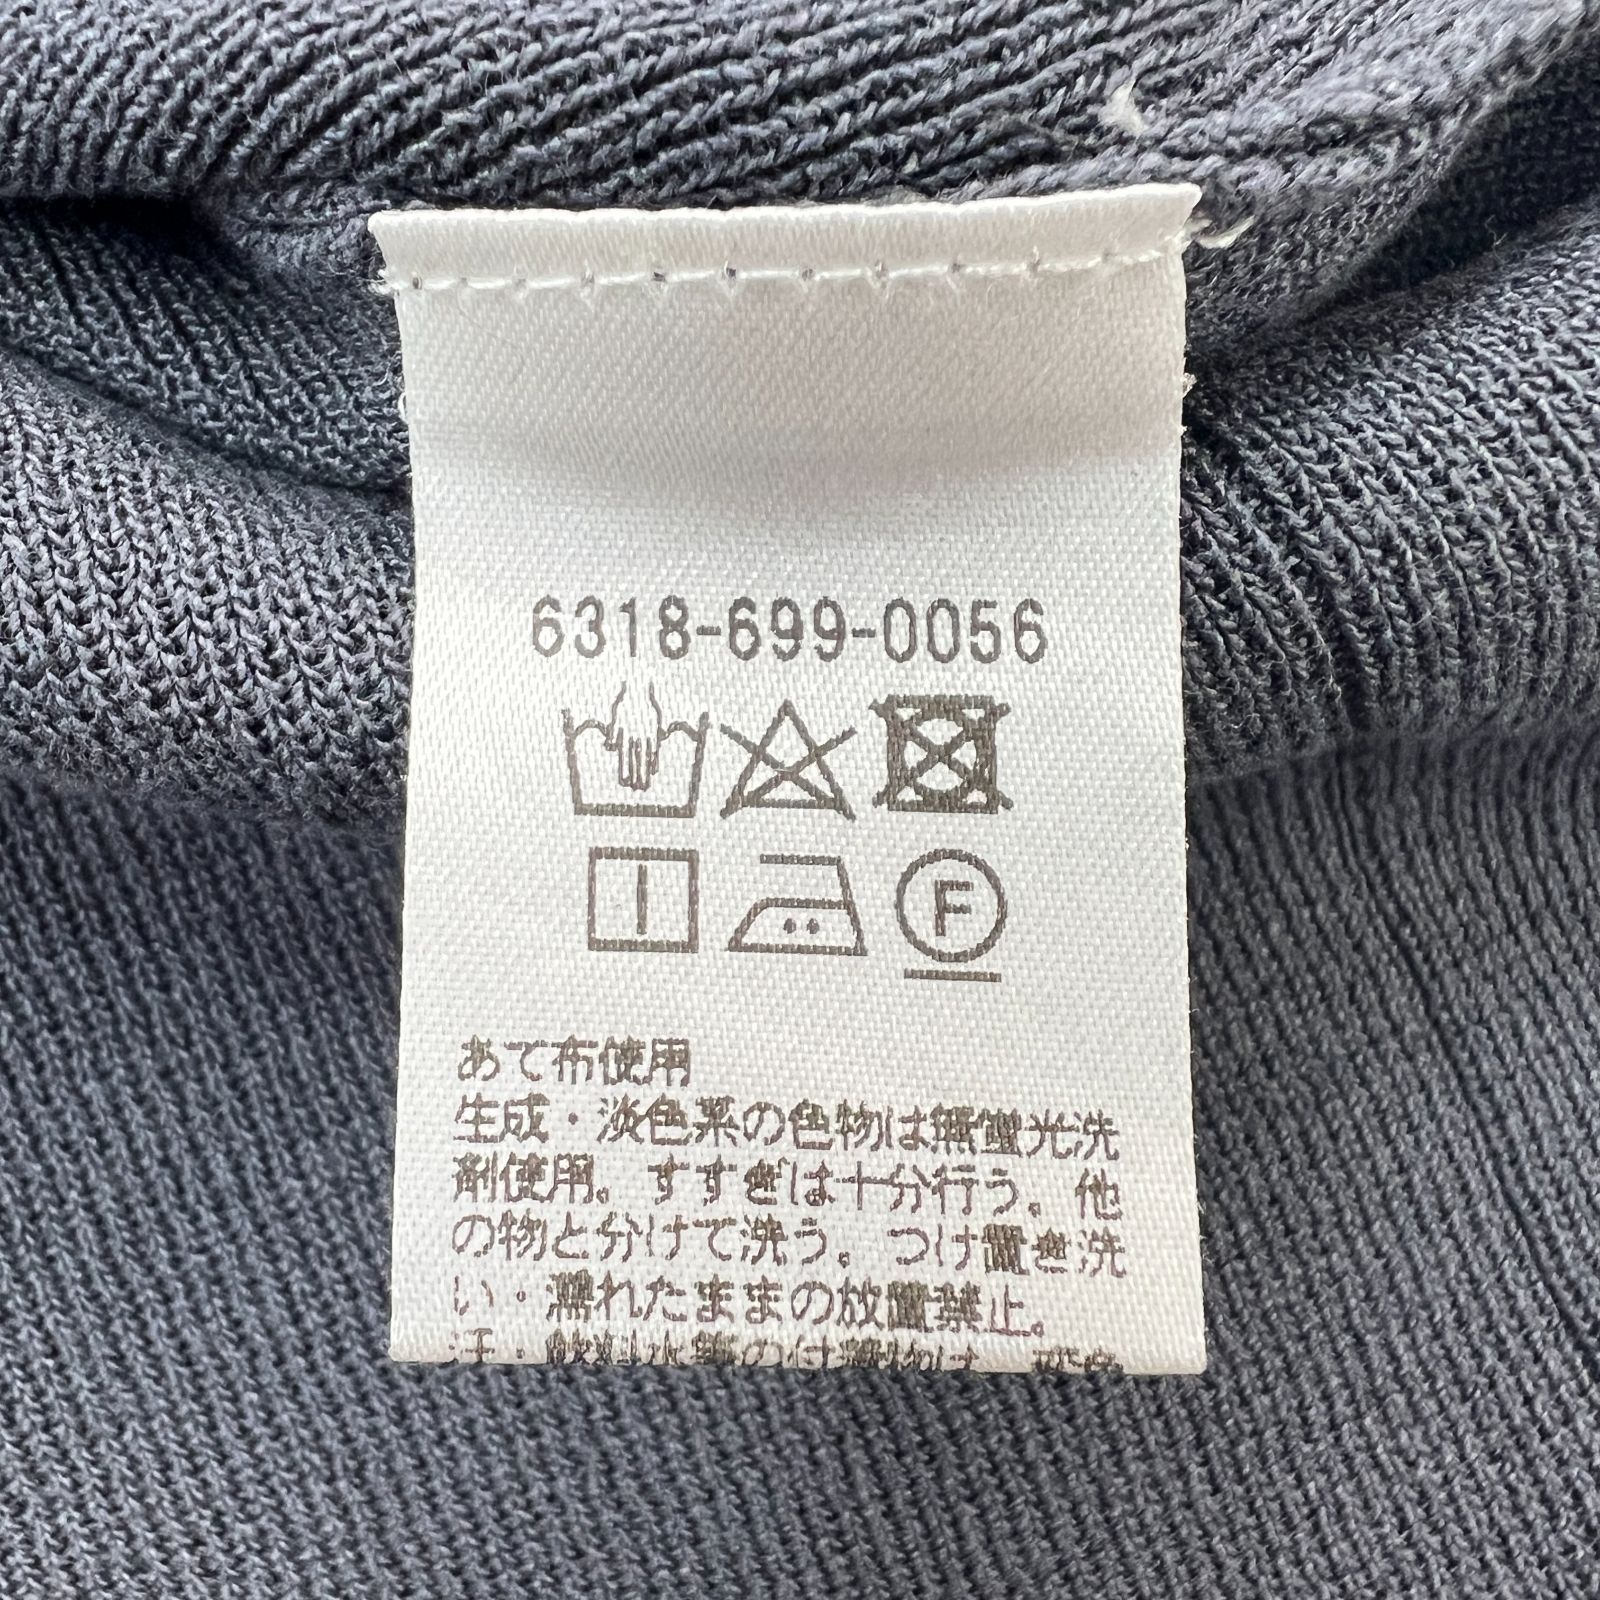 6318-699-0056
F
あて布使用
生成・淡色系の色物は無蛍光洗
剤使用。すすぎは十分行う。他
の物と分けて洗う。つけ置き洗
い・濡れたままの放置禁止。